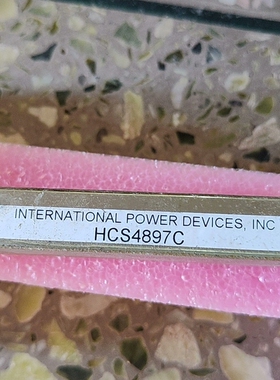 INTERNATIONAL POWER DEVICES, INC
HCS4897C